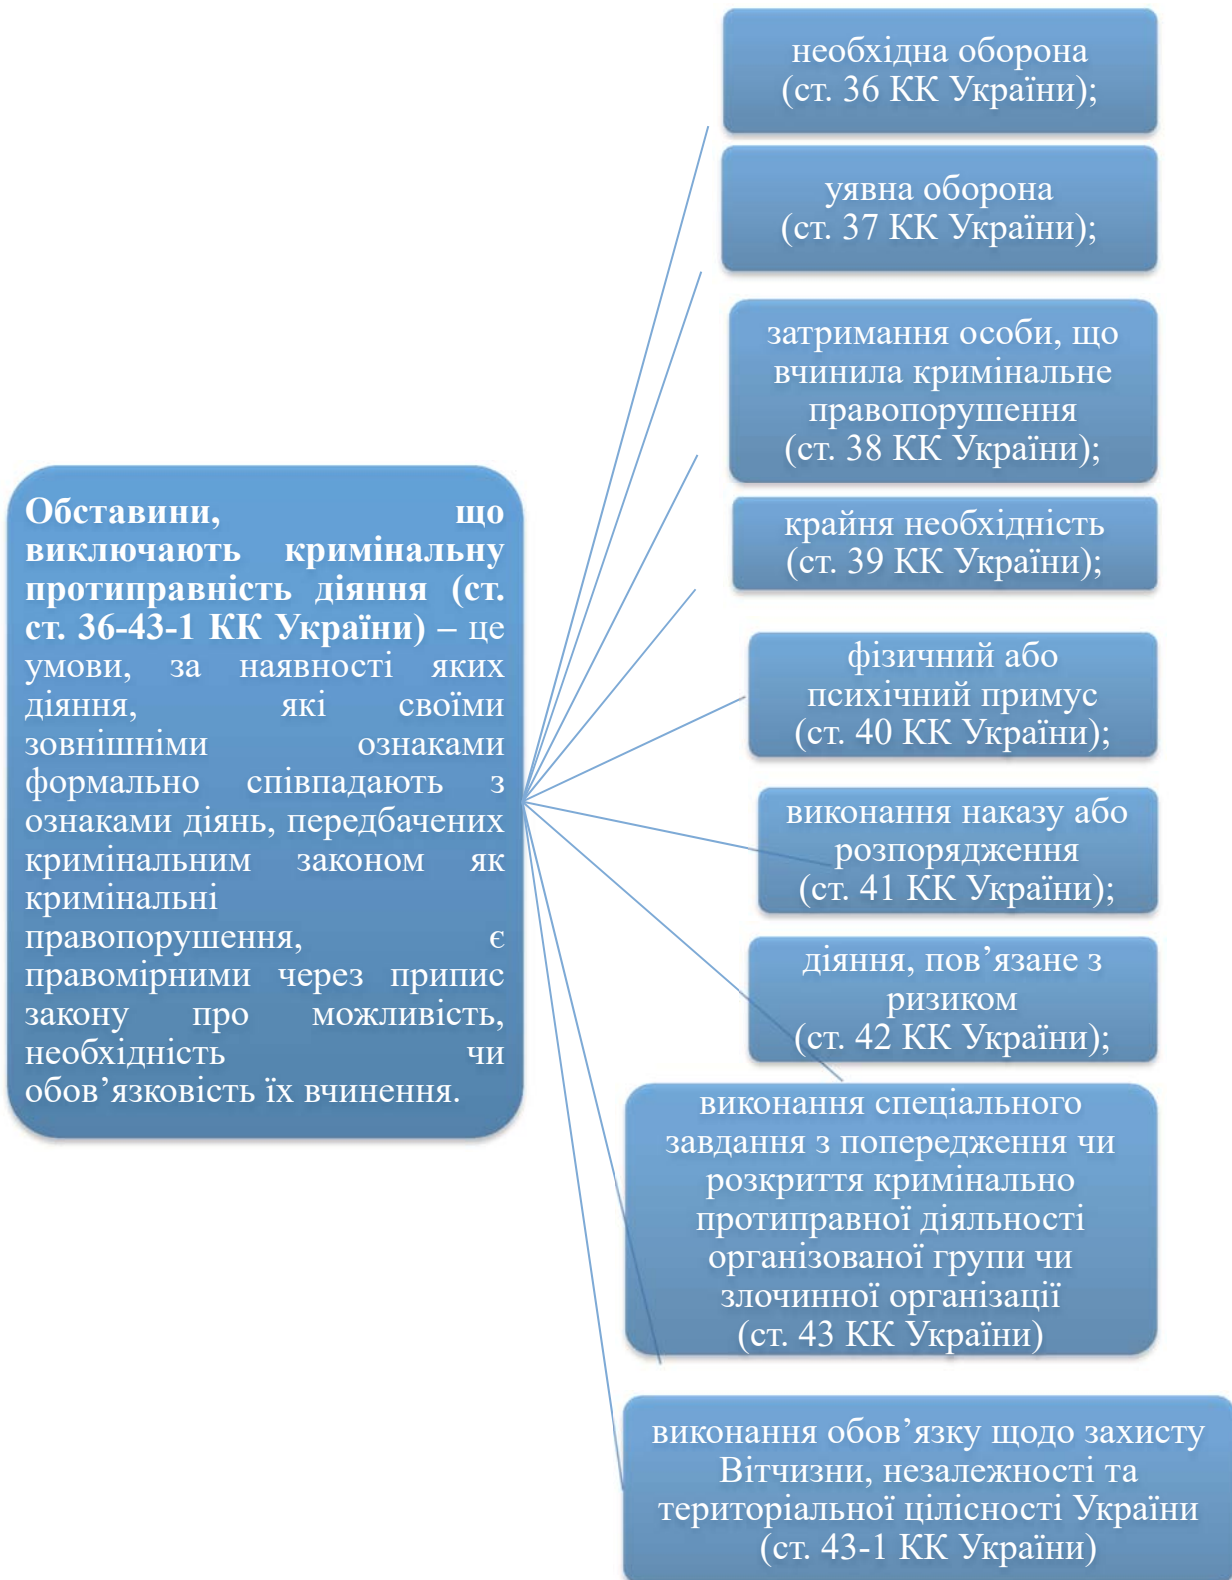 необхідна оборона
(ст. 36 КК України);
уявна оборона
(ст. 37 КК України);
затримання особи, що
вчинила кримінальне
правопорушення
(ст. 38 КК України);
крайня необхідність
(ст. 39 КК України);
Обставини, що
виключають кримінальну
протиправність діяння (ст.
ст. 36-43-1 КК України) – це
умови, за наявності яких
діяння, які своїми
зовнішніми ознаками
формально співпадають з
ознаками діянь, передбачених
кримінальним законом як
кримінальні
правопорушення, є
правомірними через припис
закону про можливість,
необхідність чи
обов’язковість їх вчинення.
фізичний або
психічний примус
(ст. 40 КК України);
виконання наказу або
розпорядження
(ст. 41 КК України);
діяння, пов’язане з
ризиком
(ст. 42 КК України);
виконання спеціального
завдання з попередження чи
розкриття кримінально
протиправної діяльності
організованої групи чи
злочинної організації
(ст. 43 КК України)
виконання обов’язку щодо захисту
Вітчизни, незалежності та
територіальної цілісності України
(ст. 43-1 КК України)